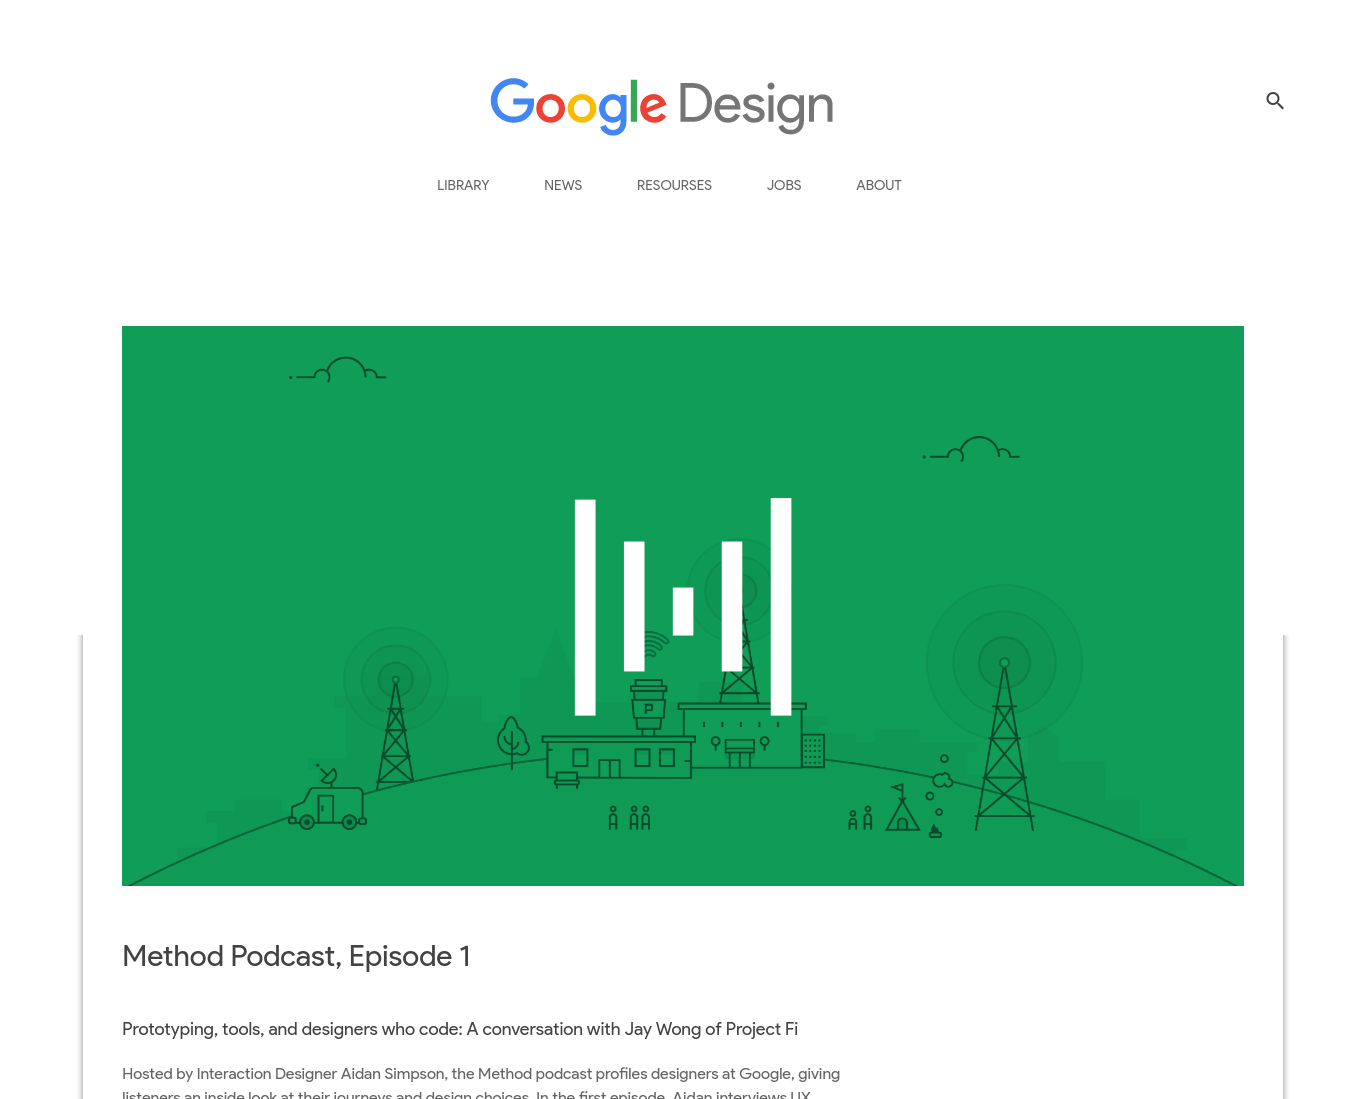 Google Design
LIBRARY NEWS RESOURSES JOBS ABOUT
P
Method Podcast, Episode 1
Prototyping, tools, and designers who code: A conversation with Jay Wong of Project Fi
Hosted by Interaction Designer Aidan Simpson, the Method podcast profiles designers at Google, giving
listeners an inside look at their journeys and design choices. In the first episode, Aidan interviews UX